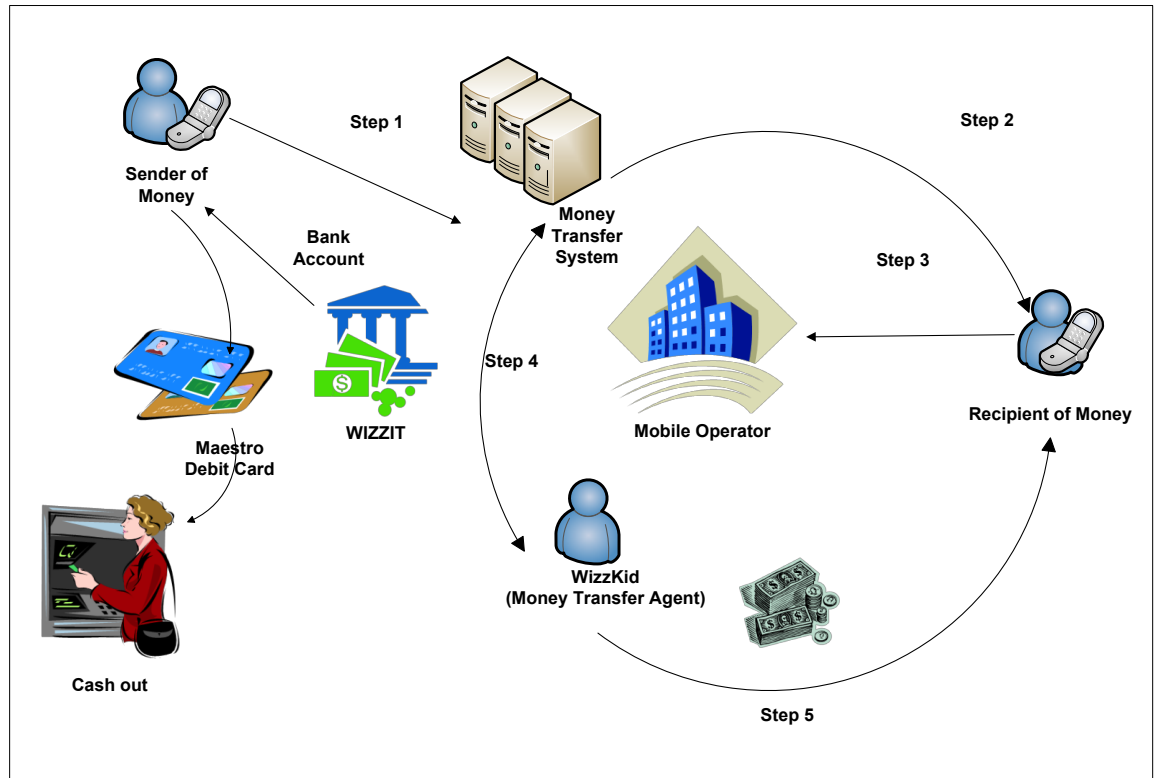 Step 1
Step 2
Sender of
Money
Money
Transfer
System
Bank
Account
Step 3
Step 4
WIZZIT
Mobile Operator
Recipient of Money
Maestro
Debit Card
WizzKid
(Money Transfer Agent)
Cash out
Step 5